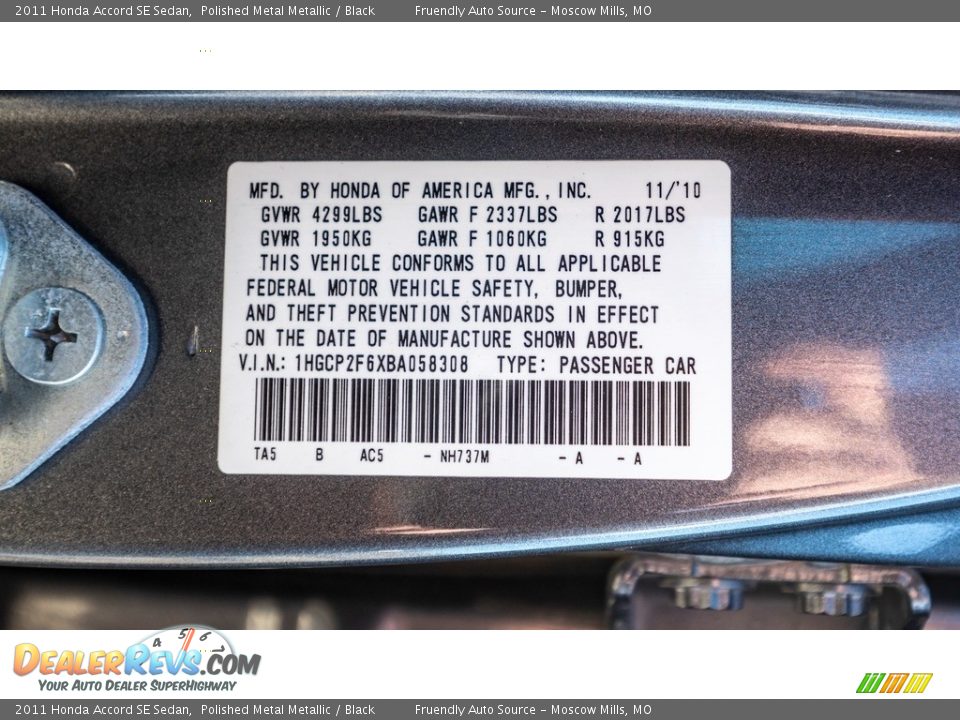 2011 Honda Accord SE Sedan, Polished Metal Metallic / Black Fruendly Auto Source - Moscow Mills, MO
MFD. BY HONDA OF AMERICA MFG., INC. 11/'10
GVWR 4299LBS GAWR F 2337LBS R 2017LBS
GVWR 1950KG GAWR F 1060KG R 915KG
THIS VEHICLE CONFORMS TO ALL APPLICABLE
FEDERAL MOTOR VEHICLE SAFETY, BUMPER,
AND THEFT PREVENTION STANDARDS IN EFFECT
ON THE DATE OF MANUFACTURE SHOWN ABOVE.
V.I.N.: 1HGCP2F6XBA058308 TYPE: PASSENGER CAR
TA5 B AC5 - NH737M - A - A
4 5 6 7
DEALERREVS.COM
YOUR AUTO DEALER SUPERHIGHWAY
2011 Honda Accord SE Sedan, Polished Metal Metallic / Black Fruendly Auto Source - Moscow Mills, MO